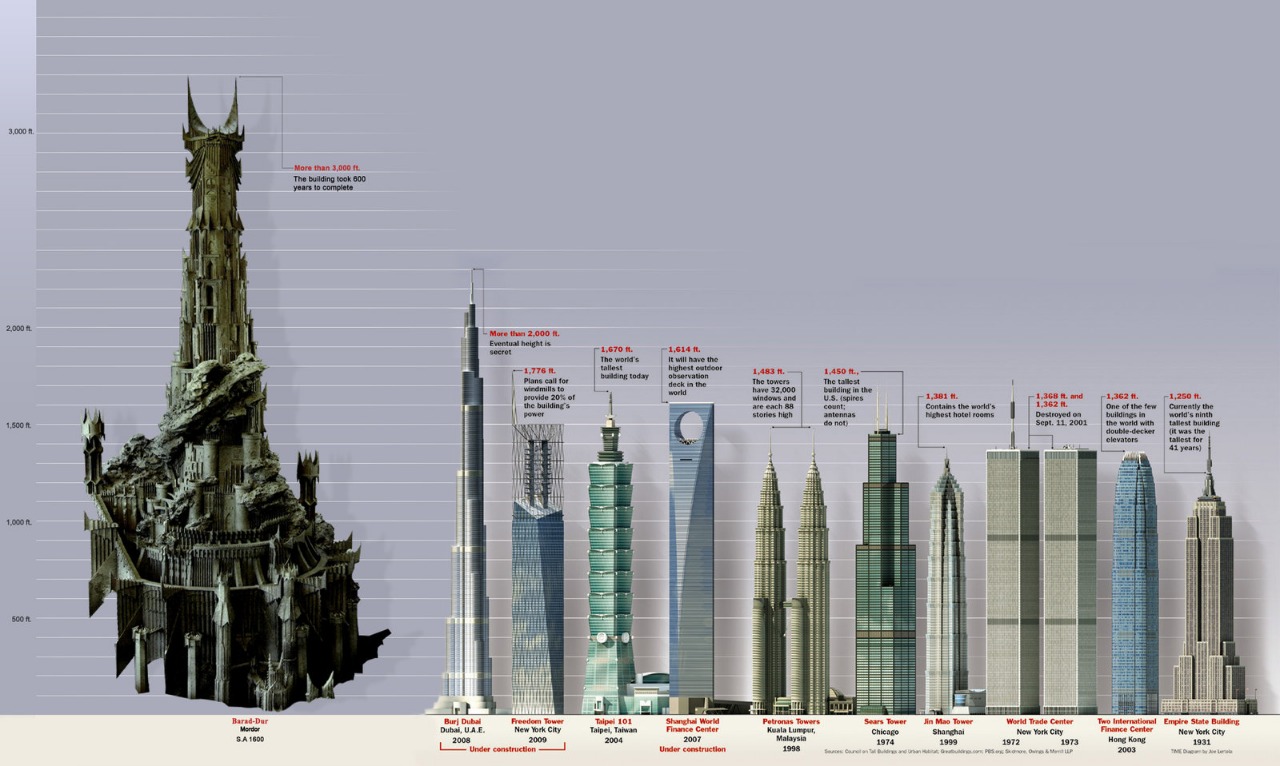 3,000 ft.
2,000 ft.
1,500 ft.
1,000 ft.
500 ft.
More than 3,000 ft.
The building took 600
years to complete
Barad-Dur
Mordor
S.A 1600
More than 2,000 ft.
Eventual height is
secret
Burj Dubai
Dubai, U.A.E.
2008
1,776 ft.
Plans call for
windmills to
provide 20% of
the building's
power
Freedom Tower
New York City
2009
Under construction
1,670 ft.
The world's
tallest
building today
Taipei 101
Taipei, Taiwan
2004
1,614 ft.
It will have the
highest outdoor
observation
deck in the
world
Shanghai World
Finance Center
2007
Under construction
1,483 ft.
The towers
have 32,000
windows and
are each 88
stories high
Petronas Towers
Kuala Lumpur,
Malaysia
1998
1,450 ft.,
The tallest
building in the
U.S. (spires
count;
antennas
do not)
Sears Tower
Chicago
1974
1,381 ft.
Contains the world's
highest hotel rooms
Jin Mao Tower
Shanghai
1999
1,368 ft. and
1,362 ft.
Destroyed on
Sept. 11, 2001
World Trade Center
New York City
1972 1973
1,362 ft.
One of the few
buildings in
the world with
double-decker
elevators
Two International
Finance Center
Hong Kong
2003
1,250 ft.
Currently the
world's ninth
tallest building
(it was the
tallest for
41 years)
Empire State Building
New York City
1931
Sources: Council on Tall Buildings and Urban Habitat; Greatbuildings.com; PBS.org; Skidmore, Owings & Merrill LLP
TIME Diagram by Joe Lertola